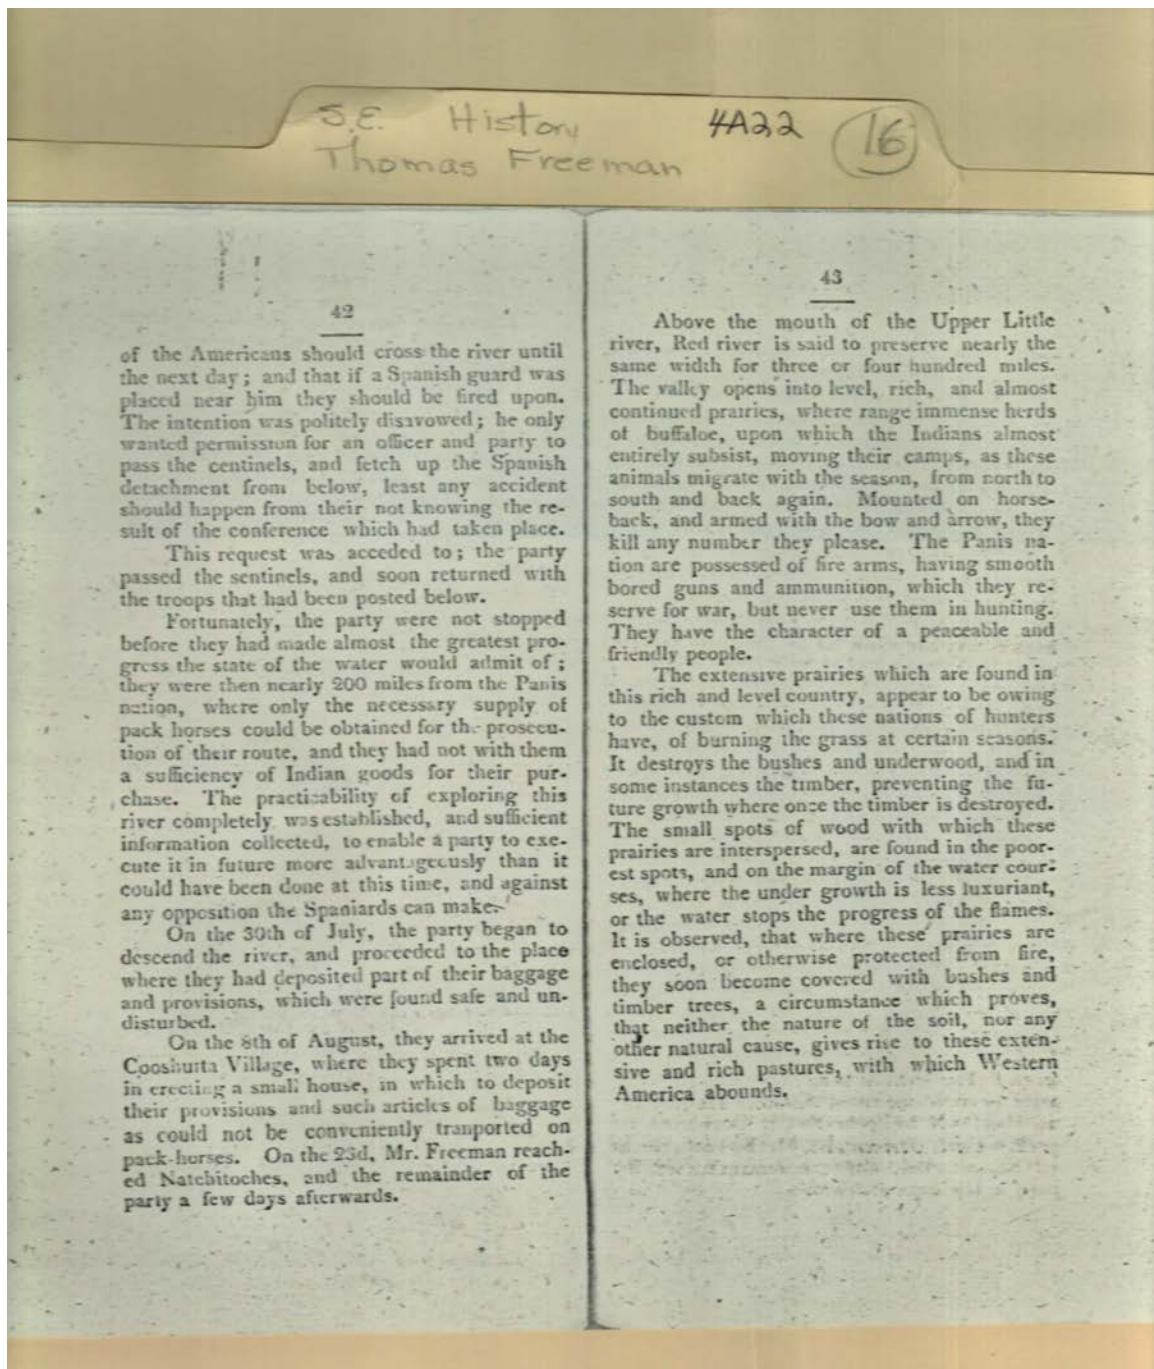 S.E. History 4A22 16
Thomas Freeman
42
of the Americans should cross the river until
the next day; and that if a Spanish guard was
placed near him they should be fired upon.
The intention was politely disavowed; he only
wanted permission for an officer and party to
pass the centinels, and fetch up the Spanish
detachment from below, least any accident
should happen from their not knowing the re-
sult of the conference which had taken place.
This request was acceded to; the party
passed the sentinels, and soon returned with
the troops that had been posted below.
Fortunately, the party were not stopped
before they had made almost the greatest pro-
gress the state of the water would admit of;
they were then nearly 200 miles from the Panis
nation, where only the necessary supply of
pack horses could be obtained for the prosecu-
tion of their route, and they had not with them
a sufficiency of Indian goods for their pur-
chase. The practicability of exploring this
river completely was established, and sufficient
information collected, to enable a party to exe-
cute it in future more advantageously than it
could have been done at this time, and against
any opposition the Spaniards can make.
On the 30th of July, the party began to
descend the river, and proceeded to the place
where they had deposited part of their baggage
and provisions, which were found safe and un-
disturbed.
On the 8th of August, they arrived at the
Cooshutta Village, where they spent two days
in erecting a small house, in which to deposit
their provisions and such articles of baggage
as could not be conveniently tranported on
pack-horses. On the 23d, Mr. Freeman reach-
ed Natchitoches, and the remainder of the
party a few days afterwards.
43
Above the mouth of the Upper Little
river, Red river is said to preserve nearly the
same width for three or four hundred miles.
The valley opens into level, rich, and almost
continued prairies, where range immense herds
of buffaloe, upon which the Indians almost
entirely subsist, moving their camps, as these
animals migrate with the season, from north to
south and back again. Mounted on horse-
back, and armed with the bow and arrow, they
kill any number they please. The Panis na-
tion are possessed of fire arms, having smooth
bored guns and ammunition, which they re-
serve for war, but never use them in hunting.
They have the character of a peaceable and
friendly people.
The extensive prairies which are found in
this rich and level country, appear to be owing
to the custom which these nations of hunters
have, of burning the grass at certain seasons.
It destroys the bushes and underwood, and in
some instances the timber, preventing the fu-
ture growth where once the timber is destroyed.
The small spots of wood with which these
prairies are interspersed, are found in the poor-
est spots, and on the margin of the water cour-
ses, where the under growth is less luxuriant,
or the water stops the progress of the flames.
It is observed, that where these prairies are
enclosed, or otherwise protected from fire,
they soon become covered with bushes and
timber trees, a circumstance which proves,
that neither the nature of the soil, nor any
other natural cause, gives rise to these exten-
sive and rich pastures, with which Western
America abounds.